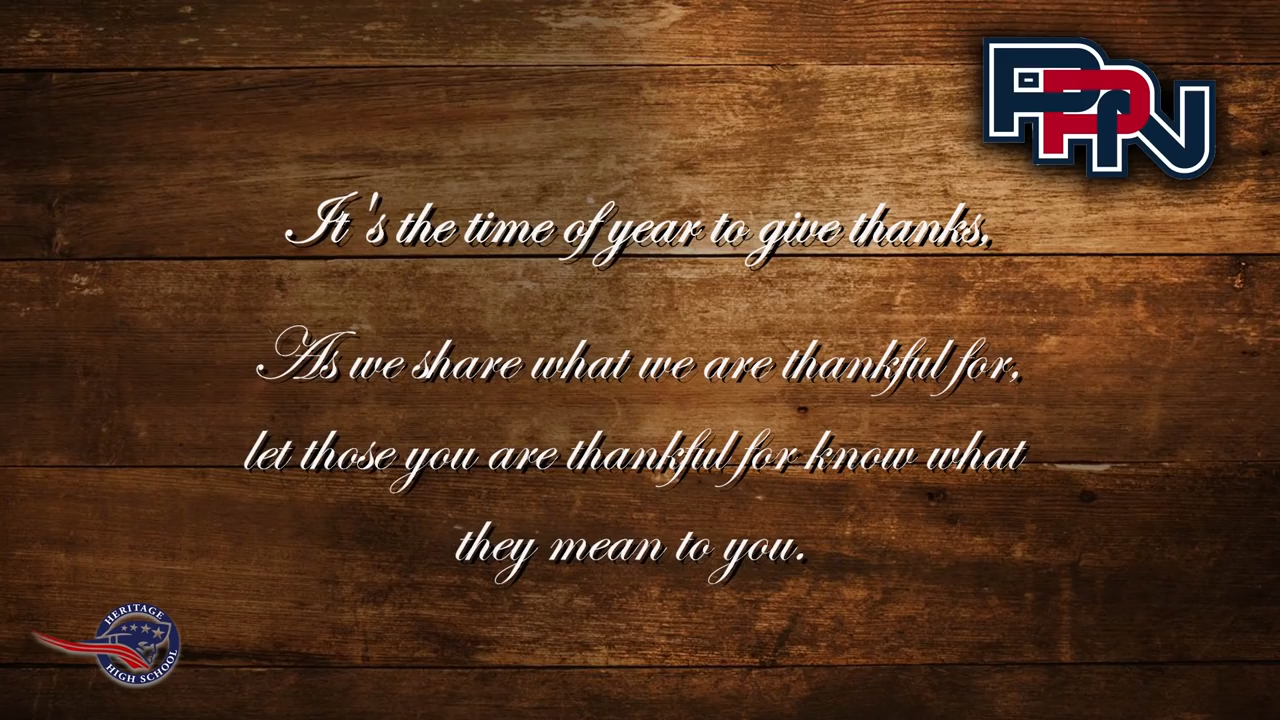 PPN
It's the time of year to give thanks.
As we share what we are thankful for,
let those you are thankful for know what
they mean to you.
HERITAGE
HIGH SCHOOL